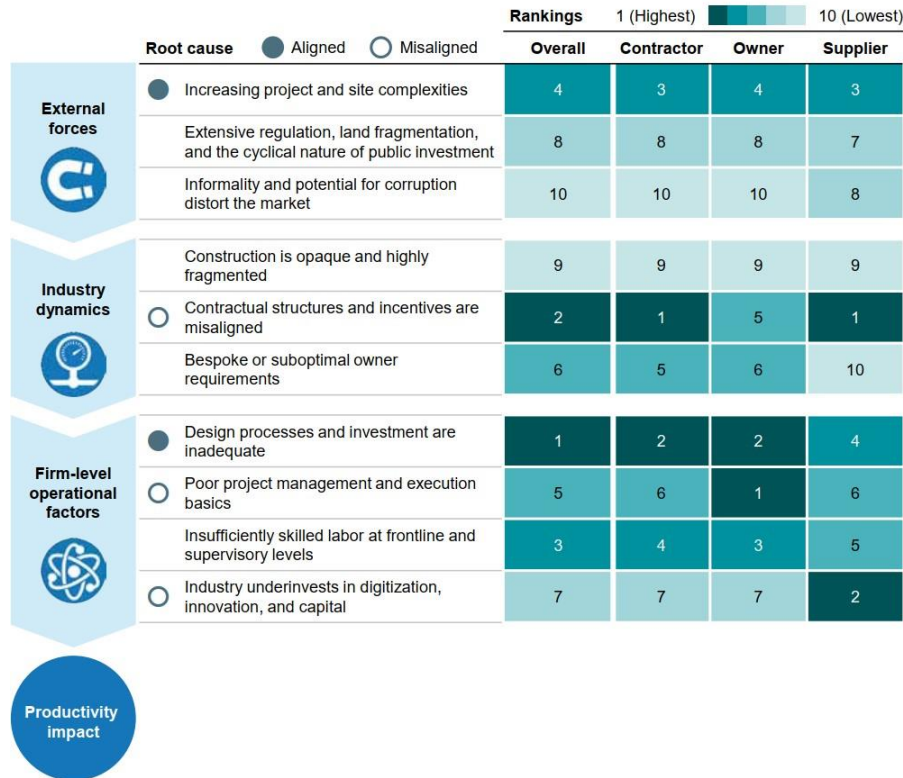 Rankings 1 (Highest) 10 (Lowest)
Root cause Aligned Misaligned Overall Contractor Owner Supplier
External
forces
Increasing project and site complexities 4 3 4 3
Extensive regulation, land fragmentation,
and the cyclical nature of public investment 8 8 8 7
Informality and potential for corruption
distort the market 10 10 10 8
Industry
dynamics
Construction is opaque and highly
fragmented 9 9 9 9
Contractual structures and incentives are
misaligned 2 1 5 1
Bespoke or suboptimal owner
requirements 6 5 6 10
Firm-level
operational
factors
Design processes and investment are
inadequate 1 2 2 4
Poor project management and execution
basics 5 6 1 6
Insufficiently skilled labor at frontline and
supervisory levels 3 4 3 5
Industry underinvests in digitization,
innovation, and capital 7 7 7 2
Productivity
impact